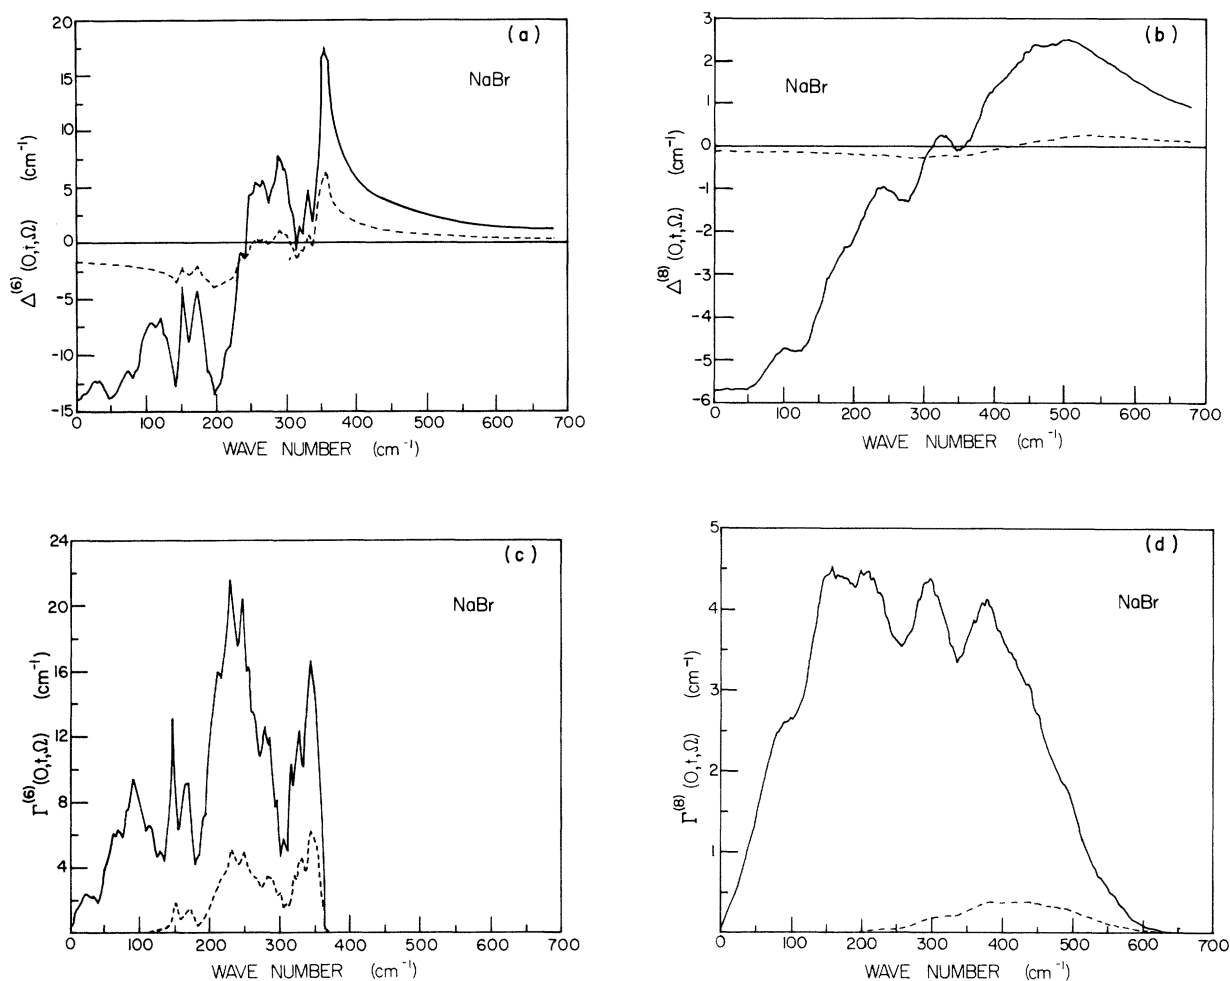 (a)
NaBr
20
15
10
5
0
-5
-10
-15
Δ(6) (0,t,Ω) (cm⁻¹)
0 100 200 300 400 500 600 700
WAVE NUMBER (cm⁻¹)
(b)
NaBr
3
2
1
0
-1
-2
-3
-4
-5
-6
Δ(8) (0,t,Ω) (cm⁻¹)
0 100 200 300 400 500 600 700
WAVE NUMBER (cm⁻¹)
(c)
NaBr
24
20
16
12
8
4
Γ(6) (0,t,Ω) (cm⁻¹)
0 100 200 300 400 500 600 700
WAVE NUMBER (cm⁻¹)
(d)
NaBr
5
4
3
2
1
Γ(8) (0,t,Ω) (cm⁻¹)
0 100 200 300 400 500 600 700
WAVE NUMBER (cm⁻¹)